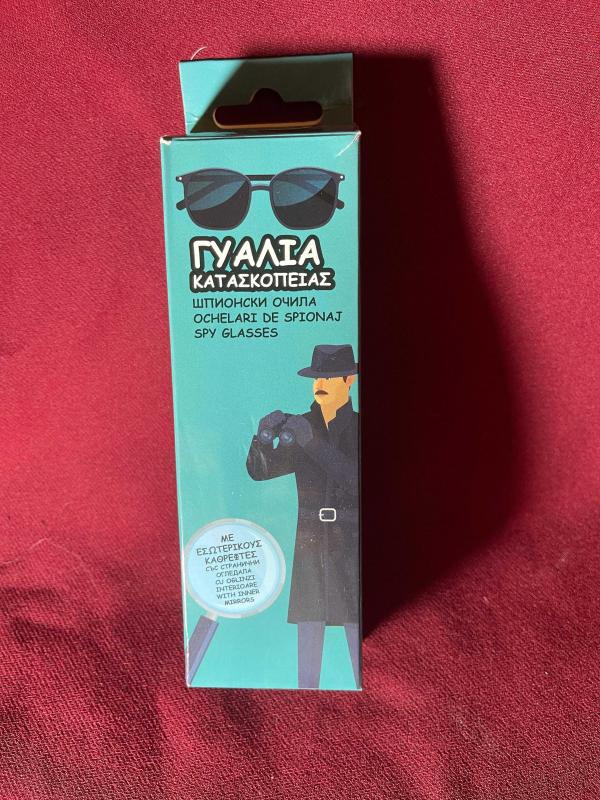 ΓΥΑΛΙΑ
ΚΑΤΑΣΚΟΠΕΙΑΣ
ШПИОНСКИ ОЧИЛА
OCHELARI DE SPIONAJ
SPY GLASSES
ΜΕ
ΕΣΩΤΕΡΙΚΟΥΣ
ΚΑΘΡΕΦΤΕΣ
СЪС СТРАНИЧНИ
ОГЛЕДАЛА
CU OGLINZI
INTERIOARE
WITH INNER
MIRRORS